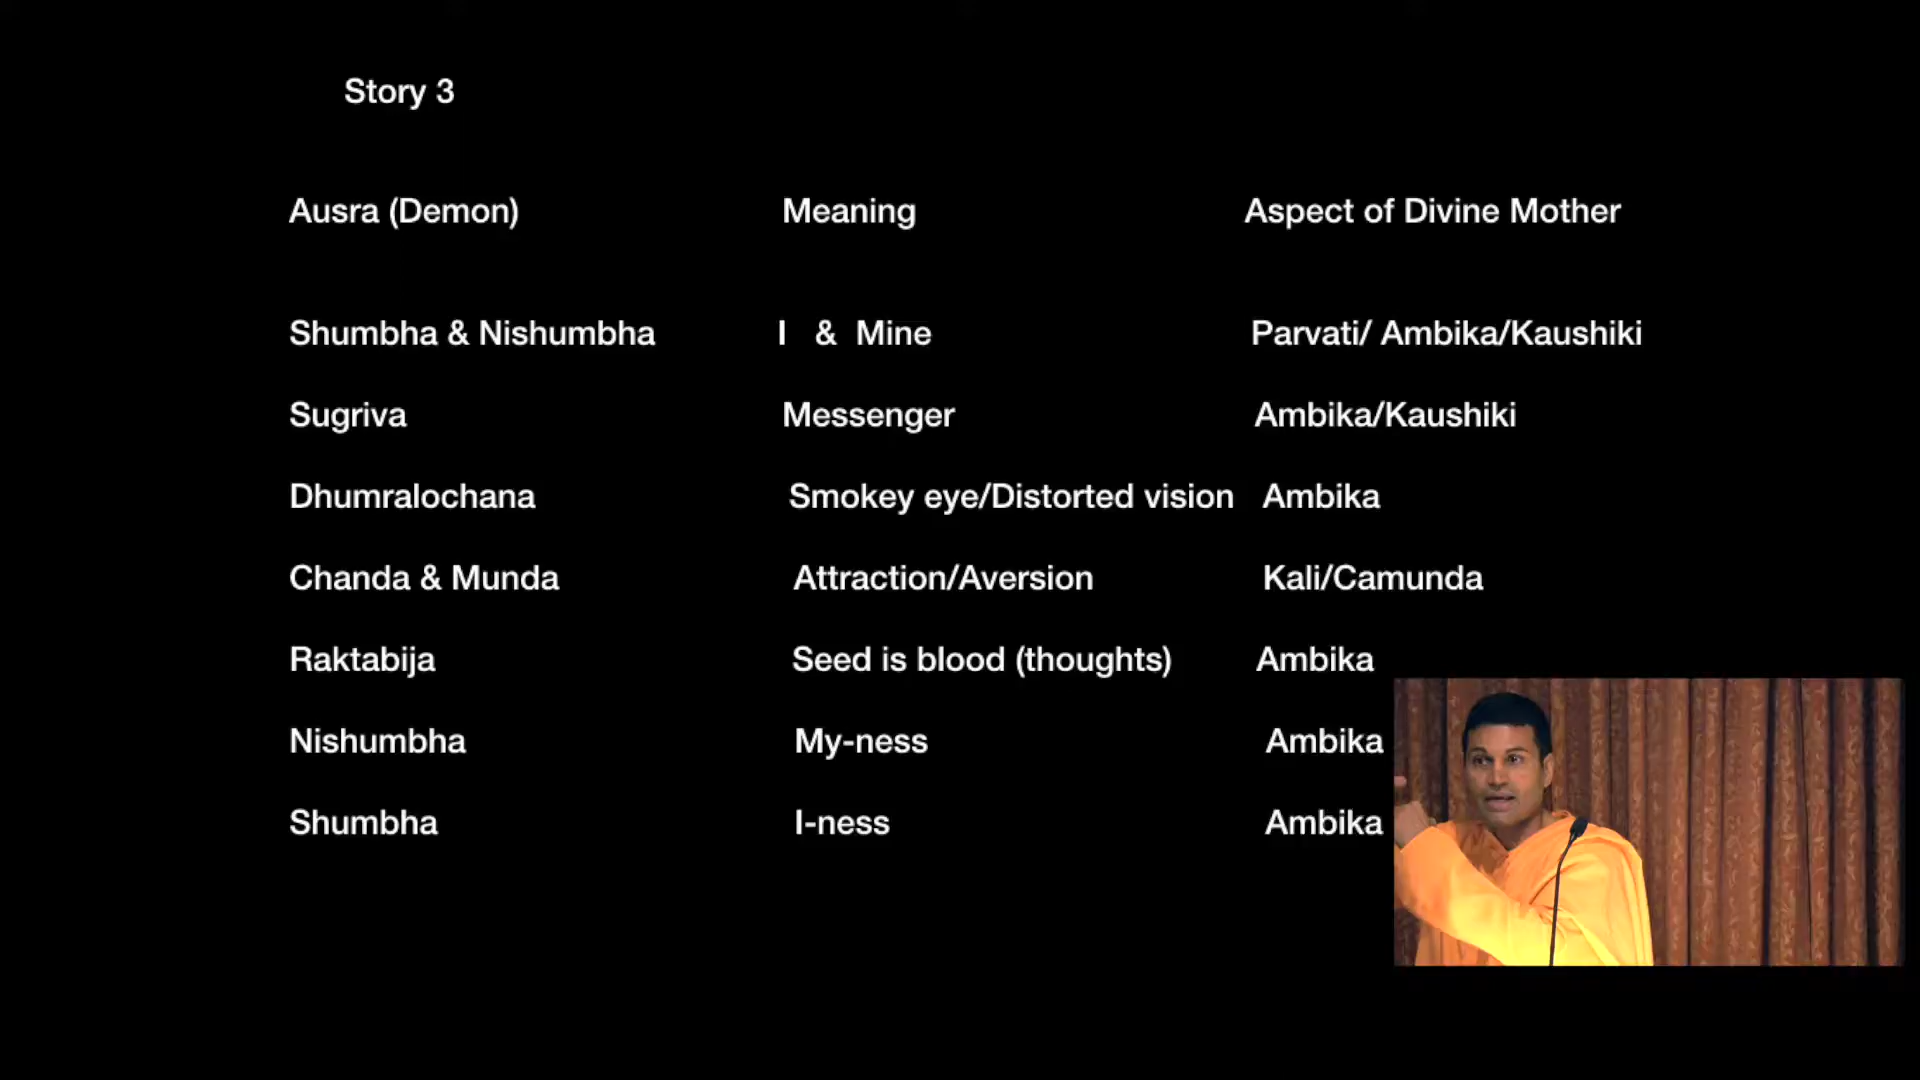 Story 3
Ausra (Demon) Meaning Aspect of Divine Mother
Shumbha & Nishumbha I & Mine Parvati/ Ambika/Kaushiki
Sugriva Messenger Ambika/Kaushiki
Dhumralochana Smokey eye/Distorted vision Ambika
Chanda & Munda Attraction/Aversion Kali/Camunda
Raktabija Seed is blood (thoughts) Ambika
Nishumbha My-ness Ambika
Shumbha I-ness Ambika